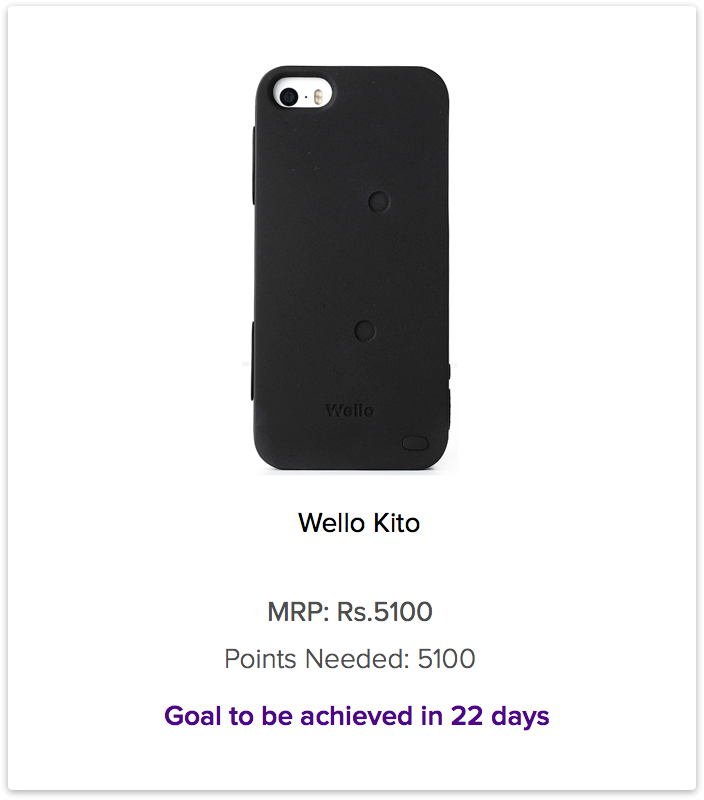 Wello
Wello Kito
MRP: Rs.5100
Points Needed: 5100
Goal to be achieved in 22 days